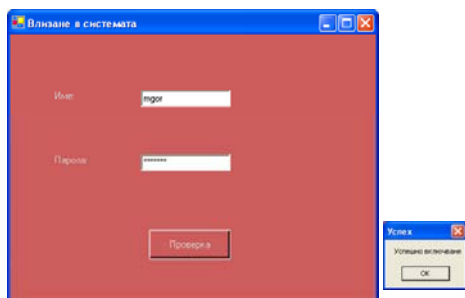 Влизане в системата
Име:
mgor
Парола:
*******
Проверка
Успех
Успешно включване
OK